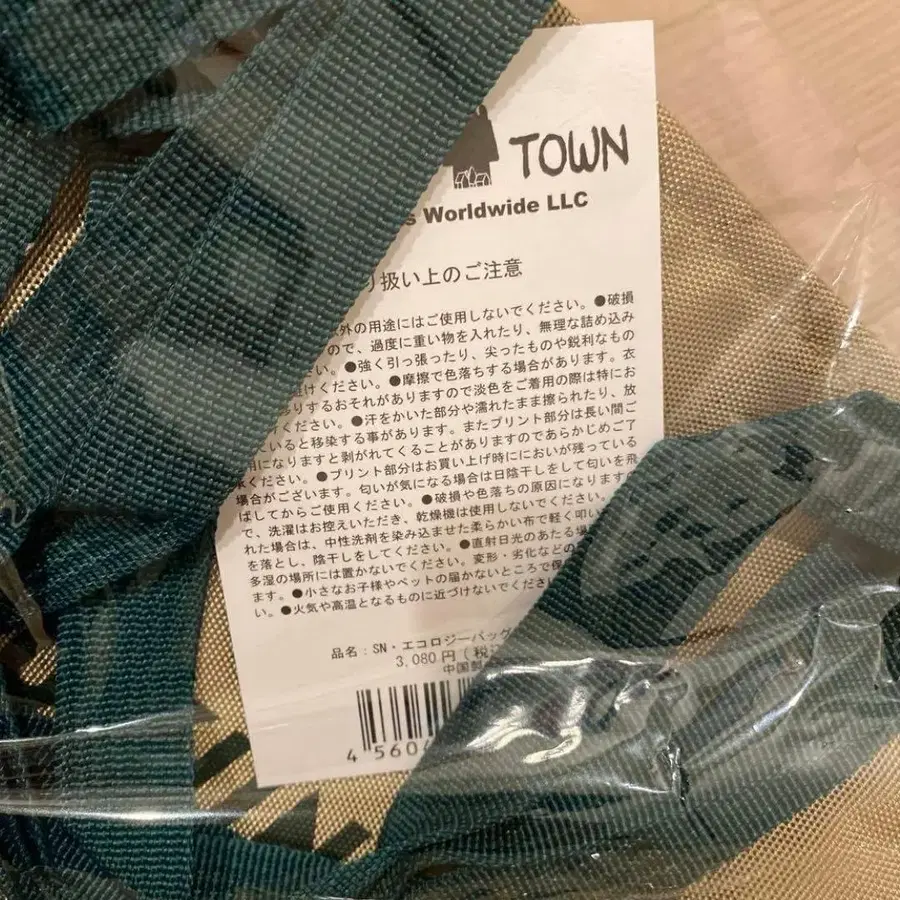 TOWN
s Worldwide LLC
扱い上のご注意
外の用途にはご使用しないでください。●破損
ので、過度に重い物を入れたり、無理な詰め込み
さい。●強く引っ張ったり、尖ったものや鋭利なもの
けください。●摩擦で色落ちする場合があります。衣
りするおそれがありますので淡色をご着用の際は特にお
ください。●汗をかいた部分や濡れたまま擦られたり、放
いると移染する事があります。またプリント部分は長い間ご
用になりますと剥がれてくることがありますのであらかじめご了
承ください。●プリント部分はお買い上げ時ににおいが残っている
場合がございます。匂いが気になる場合は日陰干しをして匂いを飛
ばしてからご使用ください。●破損や色落ちの原因になります
で、洗濯はお控えいただき、乾燥機は使用しないでください。
れた場合は、中性洗剤を染み込ませた柔らかい布で軽く叩い
を落とし、陰干しをしてください。●直射日光のあたる場
多湿の場所には置かないでください。変形・劣化などの
ます。●小さなお子様やペットの届かないところで保
い。●火気や高温となるものに近づけないでくださ
品名:SN・エコロジーバッグ
3,080円(税
中国製
4 560